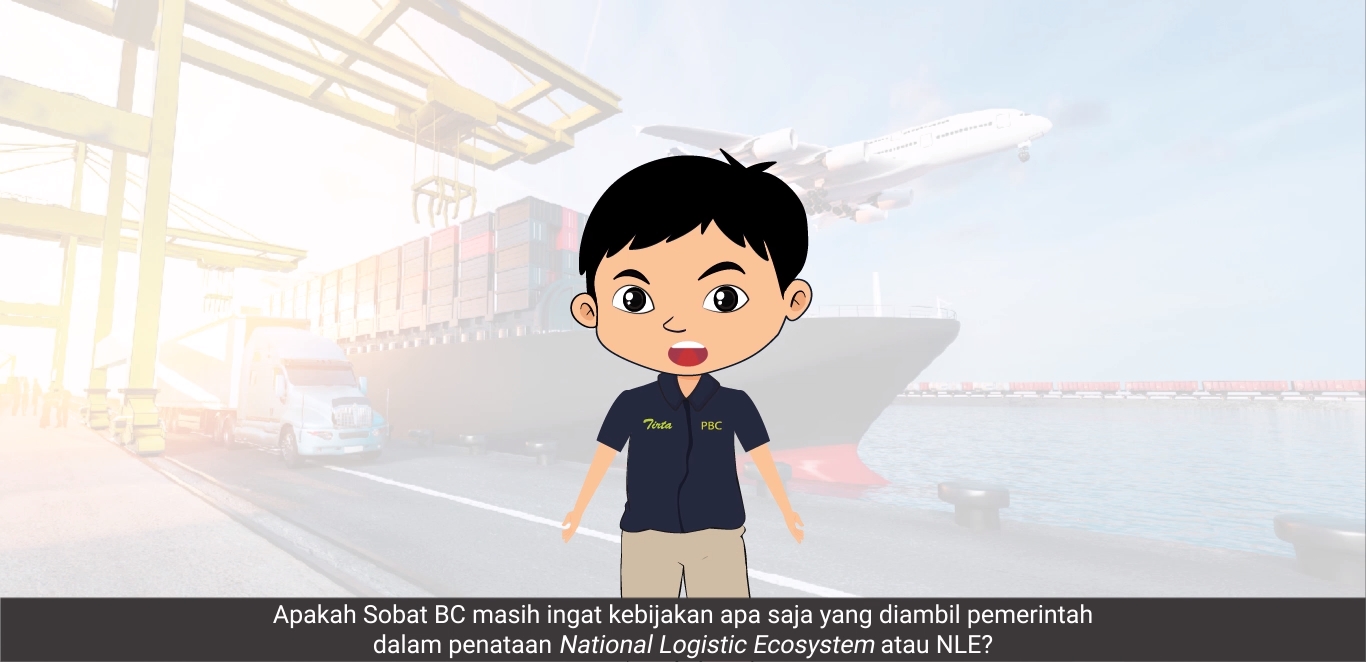 Tirta PBC
Apakah Sobat BC masih ingat kebijakan apa saja yang diambil pemerintah
dalam penataan National Logistic Ecosystem atau NLE?